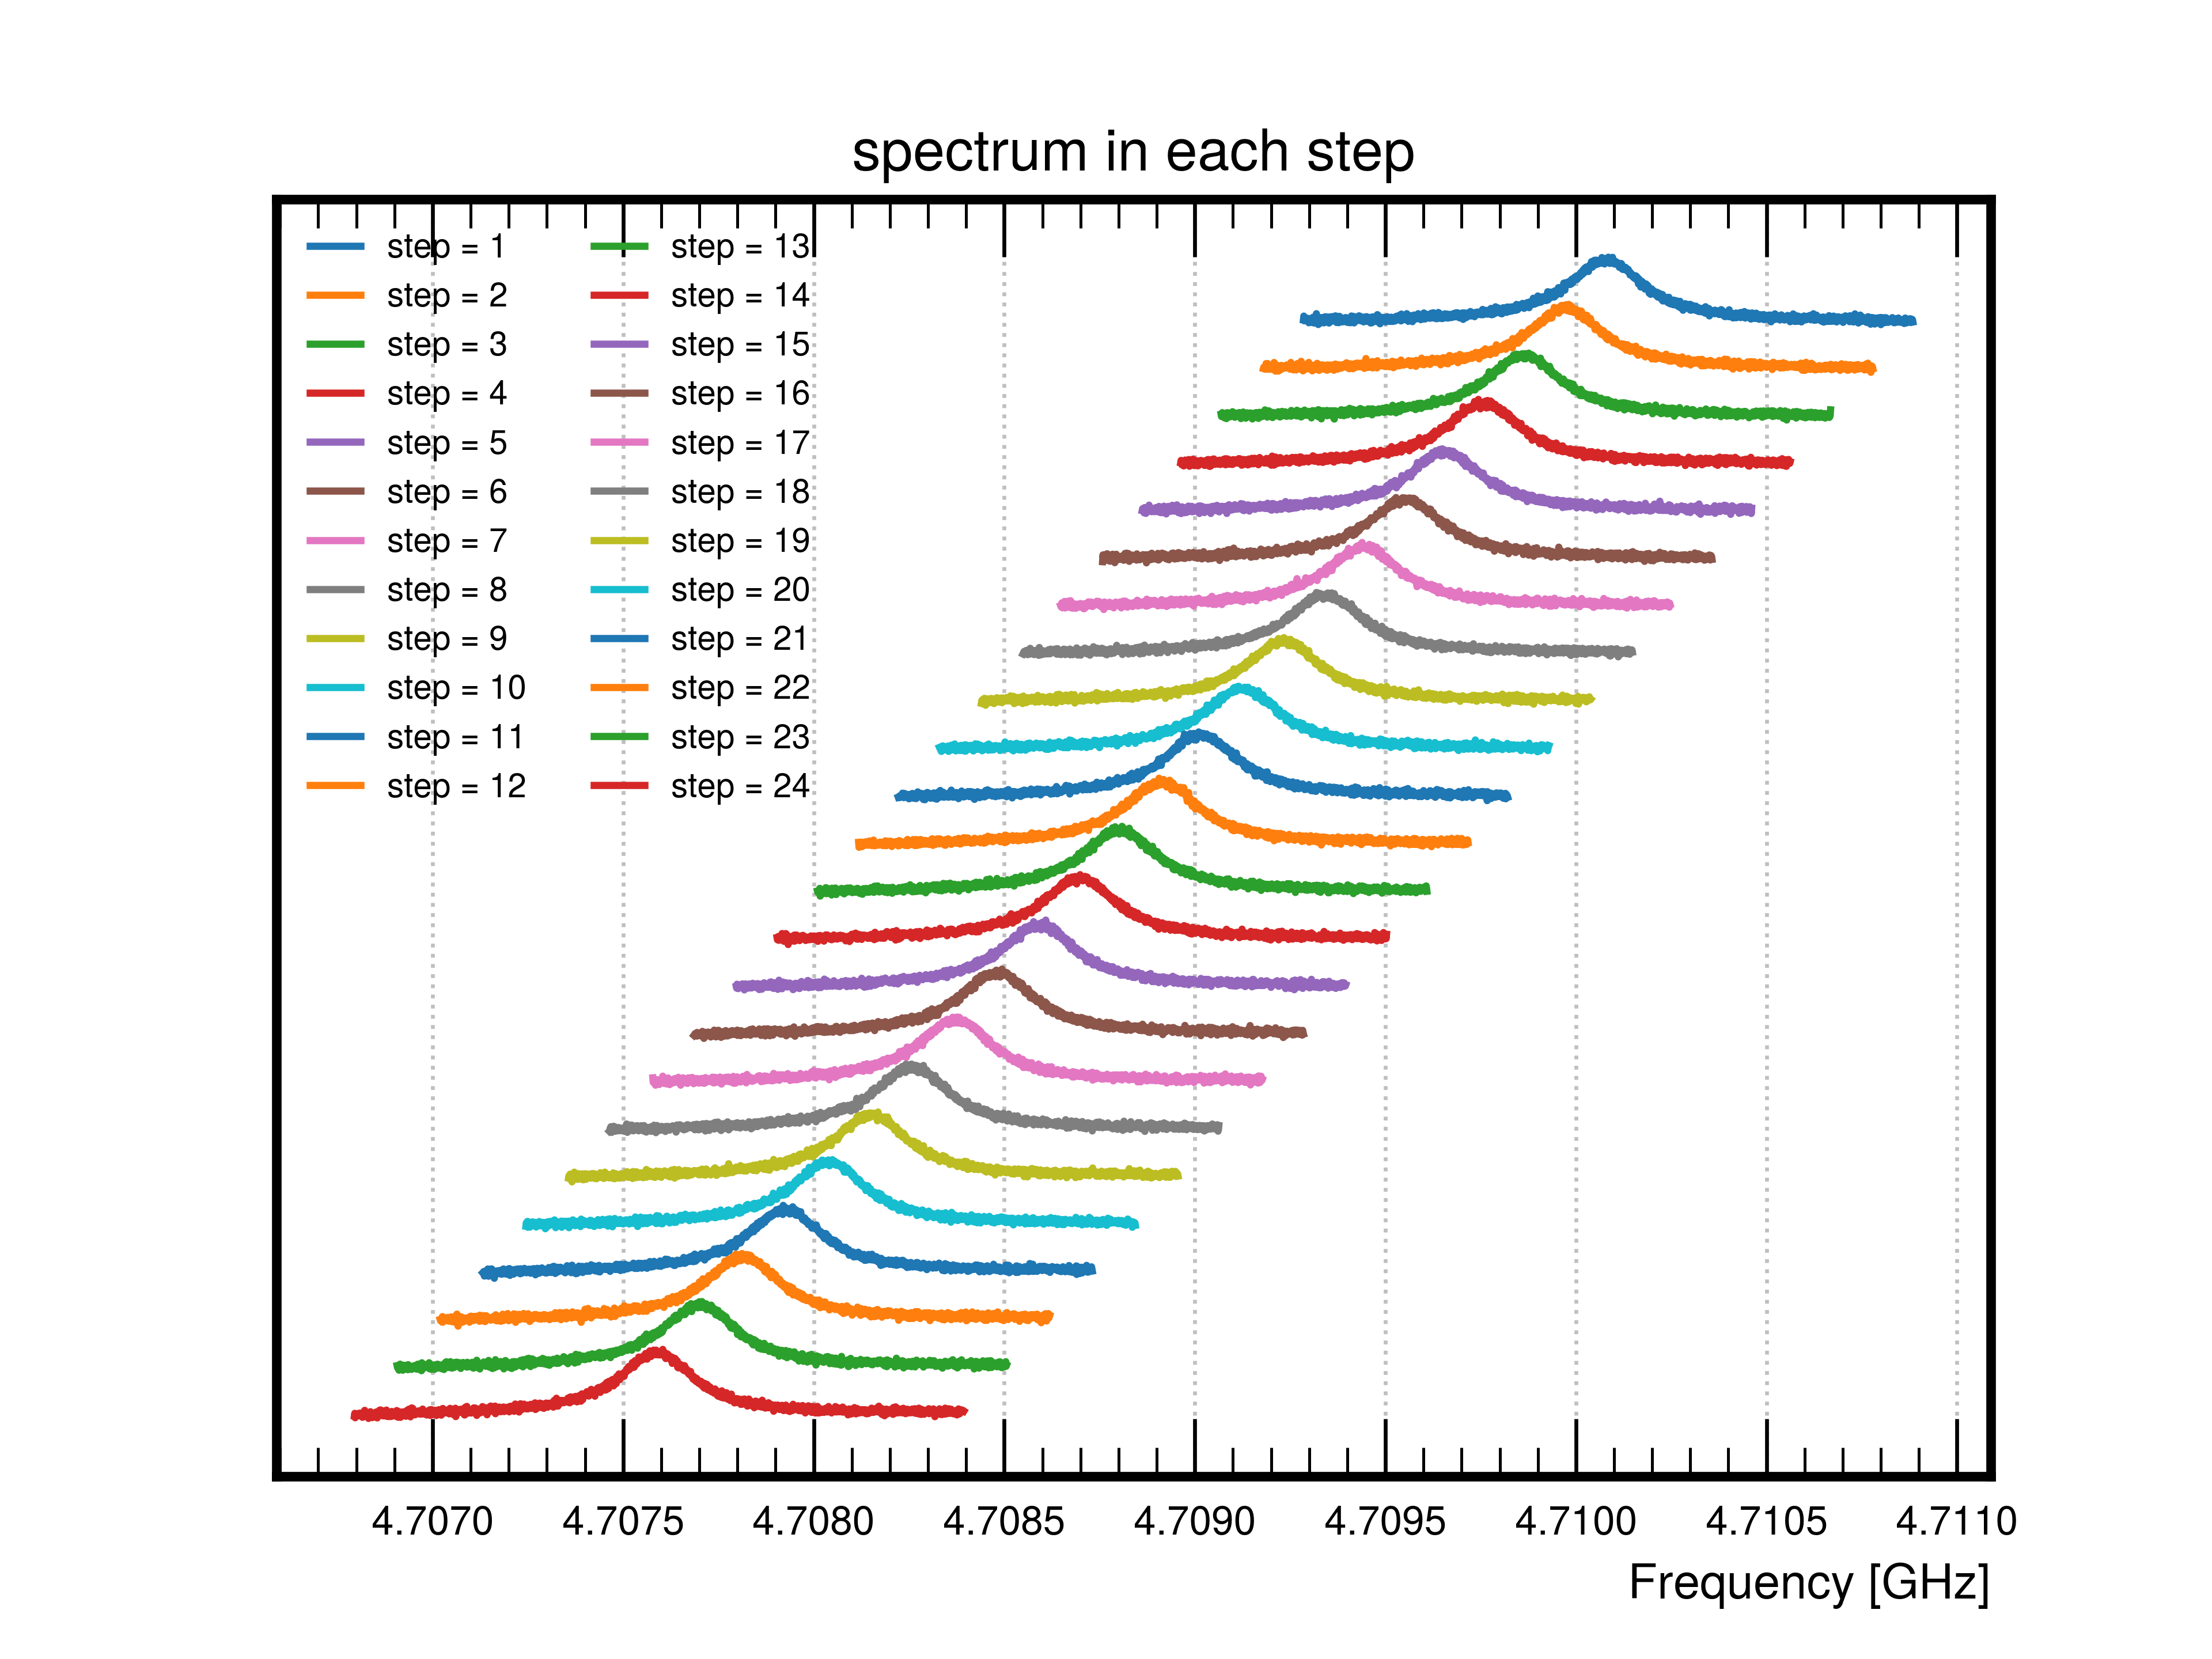 spectrum in each step
step = 1
step = 2
step = 3
step = 4
step = 5
step = 6
step = 7
step = 8
step = 9
step = 10
step = 11
step = 12
step = 13
step = 14
step = 15
step = 16
step = 17
step = 18
step = 19
step = 20
step = 21
step = 22
step = 23
step = 24
4.7070 4.7075 4.7080 4.7085 4.7090 4.7095 4.7100 4.7105 4.7110
Frequency [GHz]